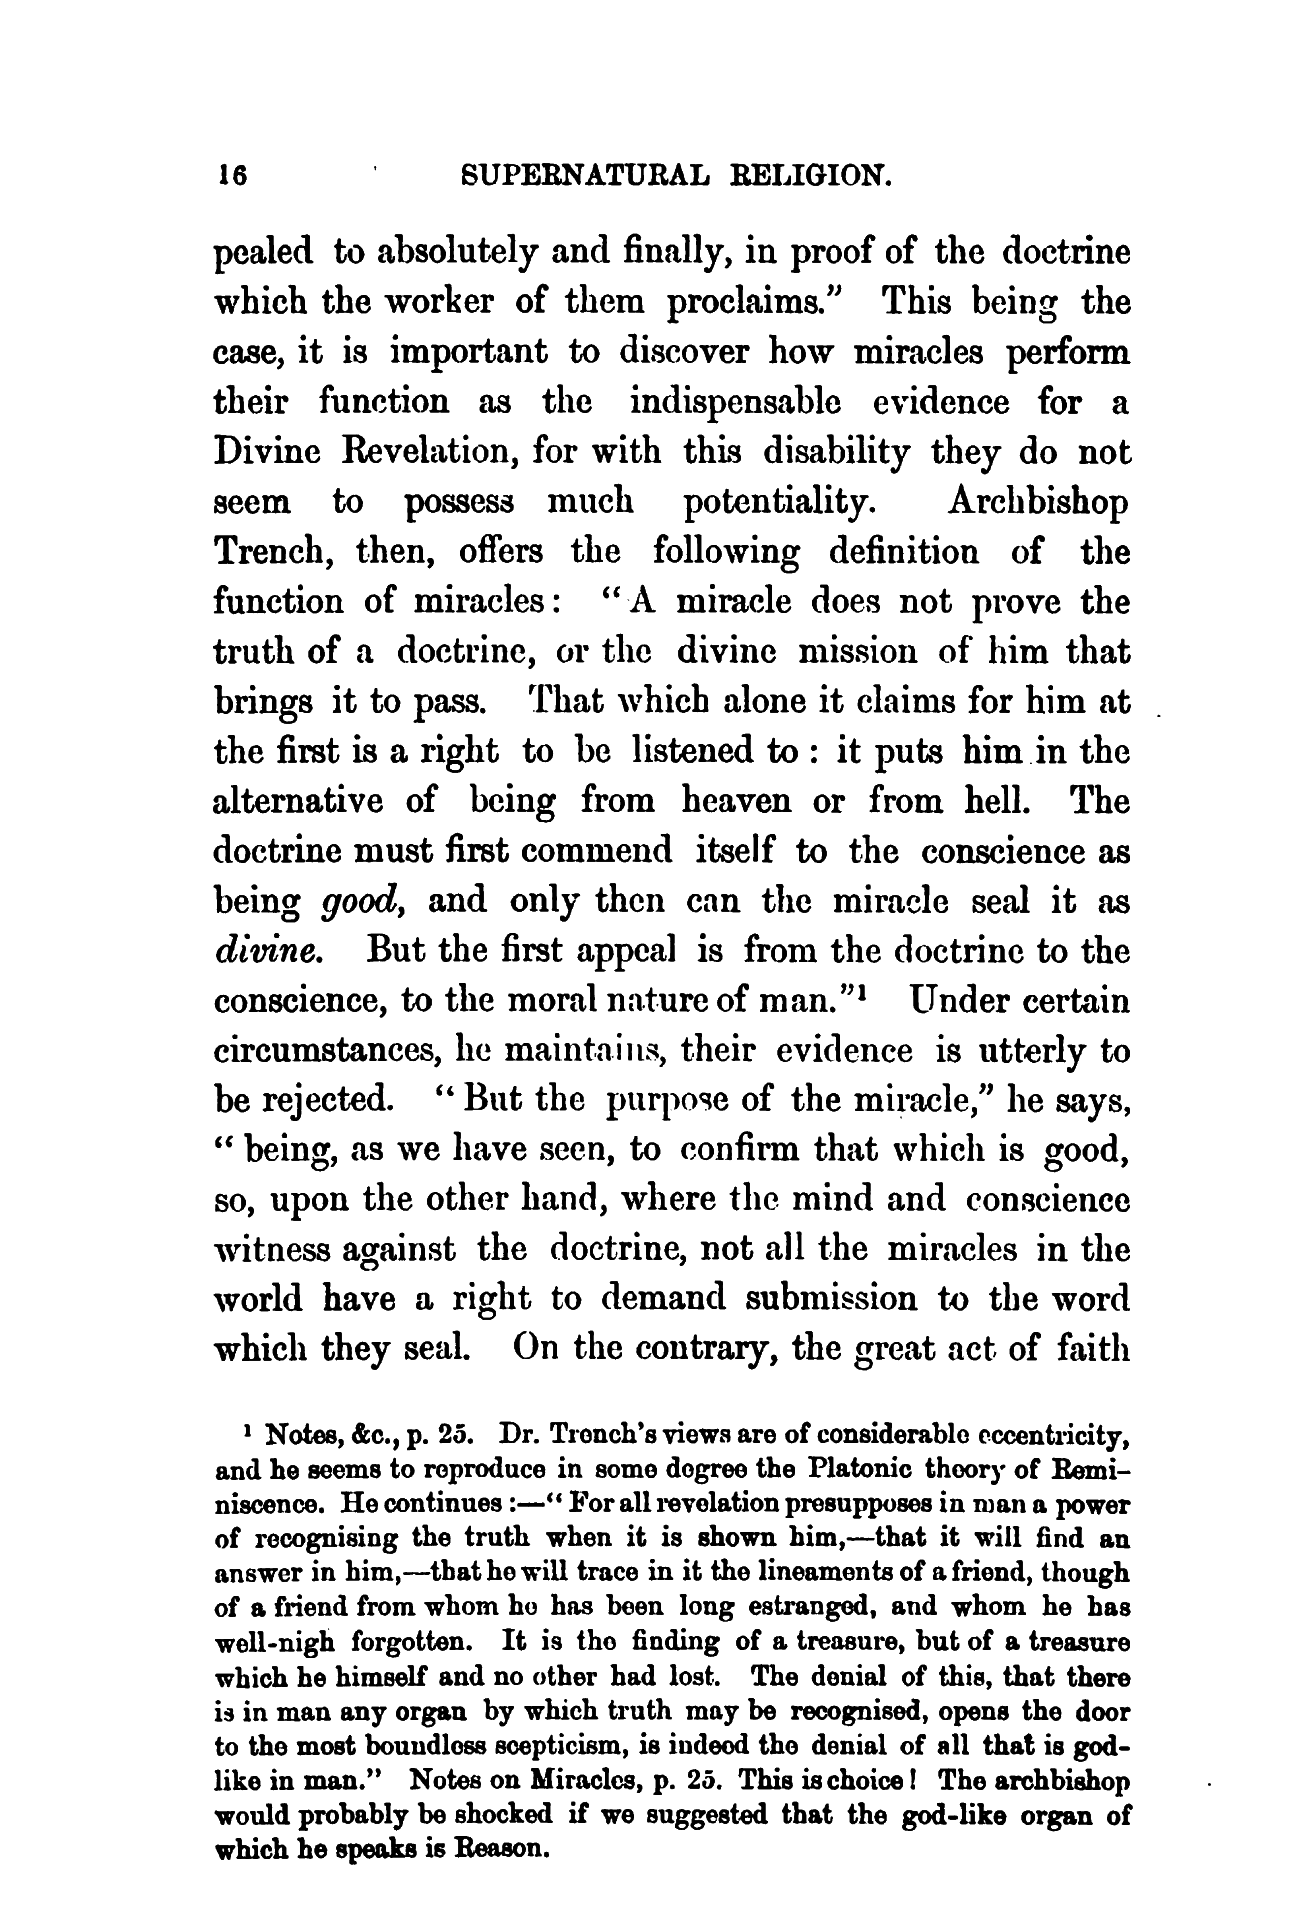 16 SUPERNATURAL RELIGION.
pealed to absolutely and finally, in proof of the doctrine
which the worker of them proclaims.” This being the
case, it is important to discover how miracles perform
their function as the indispensable evidence for a
Divine Revelation, for with this disability they do not
seem to possess much potentiality. Archbishop
Trench, then, offers the following definition of the
function of miracles: “A miracle does not prove the
truth of a doctrine, or the divine mission of him that
brings it to pass. That which alone it claims for him at
the first is a right to be listened to : it puts him in the
alternative of being from heaven or from hell. The
doctrine must first commend itself to the conscience as
being good, and only then can the miracle seal it as
divine. But the first appeal is from the doctrine to the
conscience, to the moral nature of man.”¹ Under certain
circumstances, he maintains, their evidence is utterly to
be rejected. “But the purpose of the miracle,” he says,
“being, as we have seen, to confirm that which is good,
so, upon the other hand, where the mind and conscience
witness against the doctrine, not all the miracles in the
world have a right to demand submission to the word
which they seal. On the contrary, the great act of faith
¹ Notes, &c., p. 25. Dr. Trench’s views are of considerable eccentricity,
and he seems to reproduce in some degree the Platonic theory of Remi-
niscence. He continues :—“For all revelation presupposes in man a power
of recognising the truth when it is shown him,—that it will find an
answer in him,—that he will trace in it the lineaments of a friend, though
of a friend from whom he has been long estranged, and whom he has
well-nigh forgotten. It is the finding of a treasure, but of a treasure
which he himself and no other had lost. The denial of this, that there
is in man any organ by which truth may be recognised, opens the door
to the most boundless scepticism, is indeed the denial of all that is god-
like in man.” Notes on Miracles, p. 25. This is choice! The archbishop
would probably be shocked if we suggested that the god-like organ of
which he speaks is Reason.